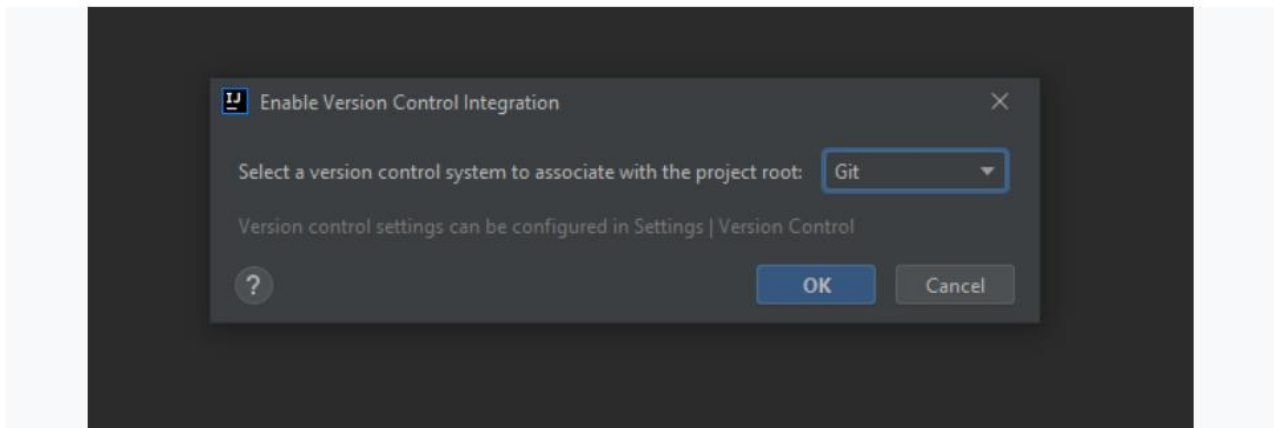 IJ Enable Version Control Integration
Select a version control system to associate with the project root: Git
Version control settings can be configured in Settings | Version Control
? OK Cancel